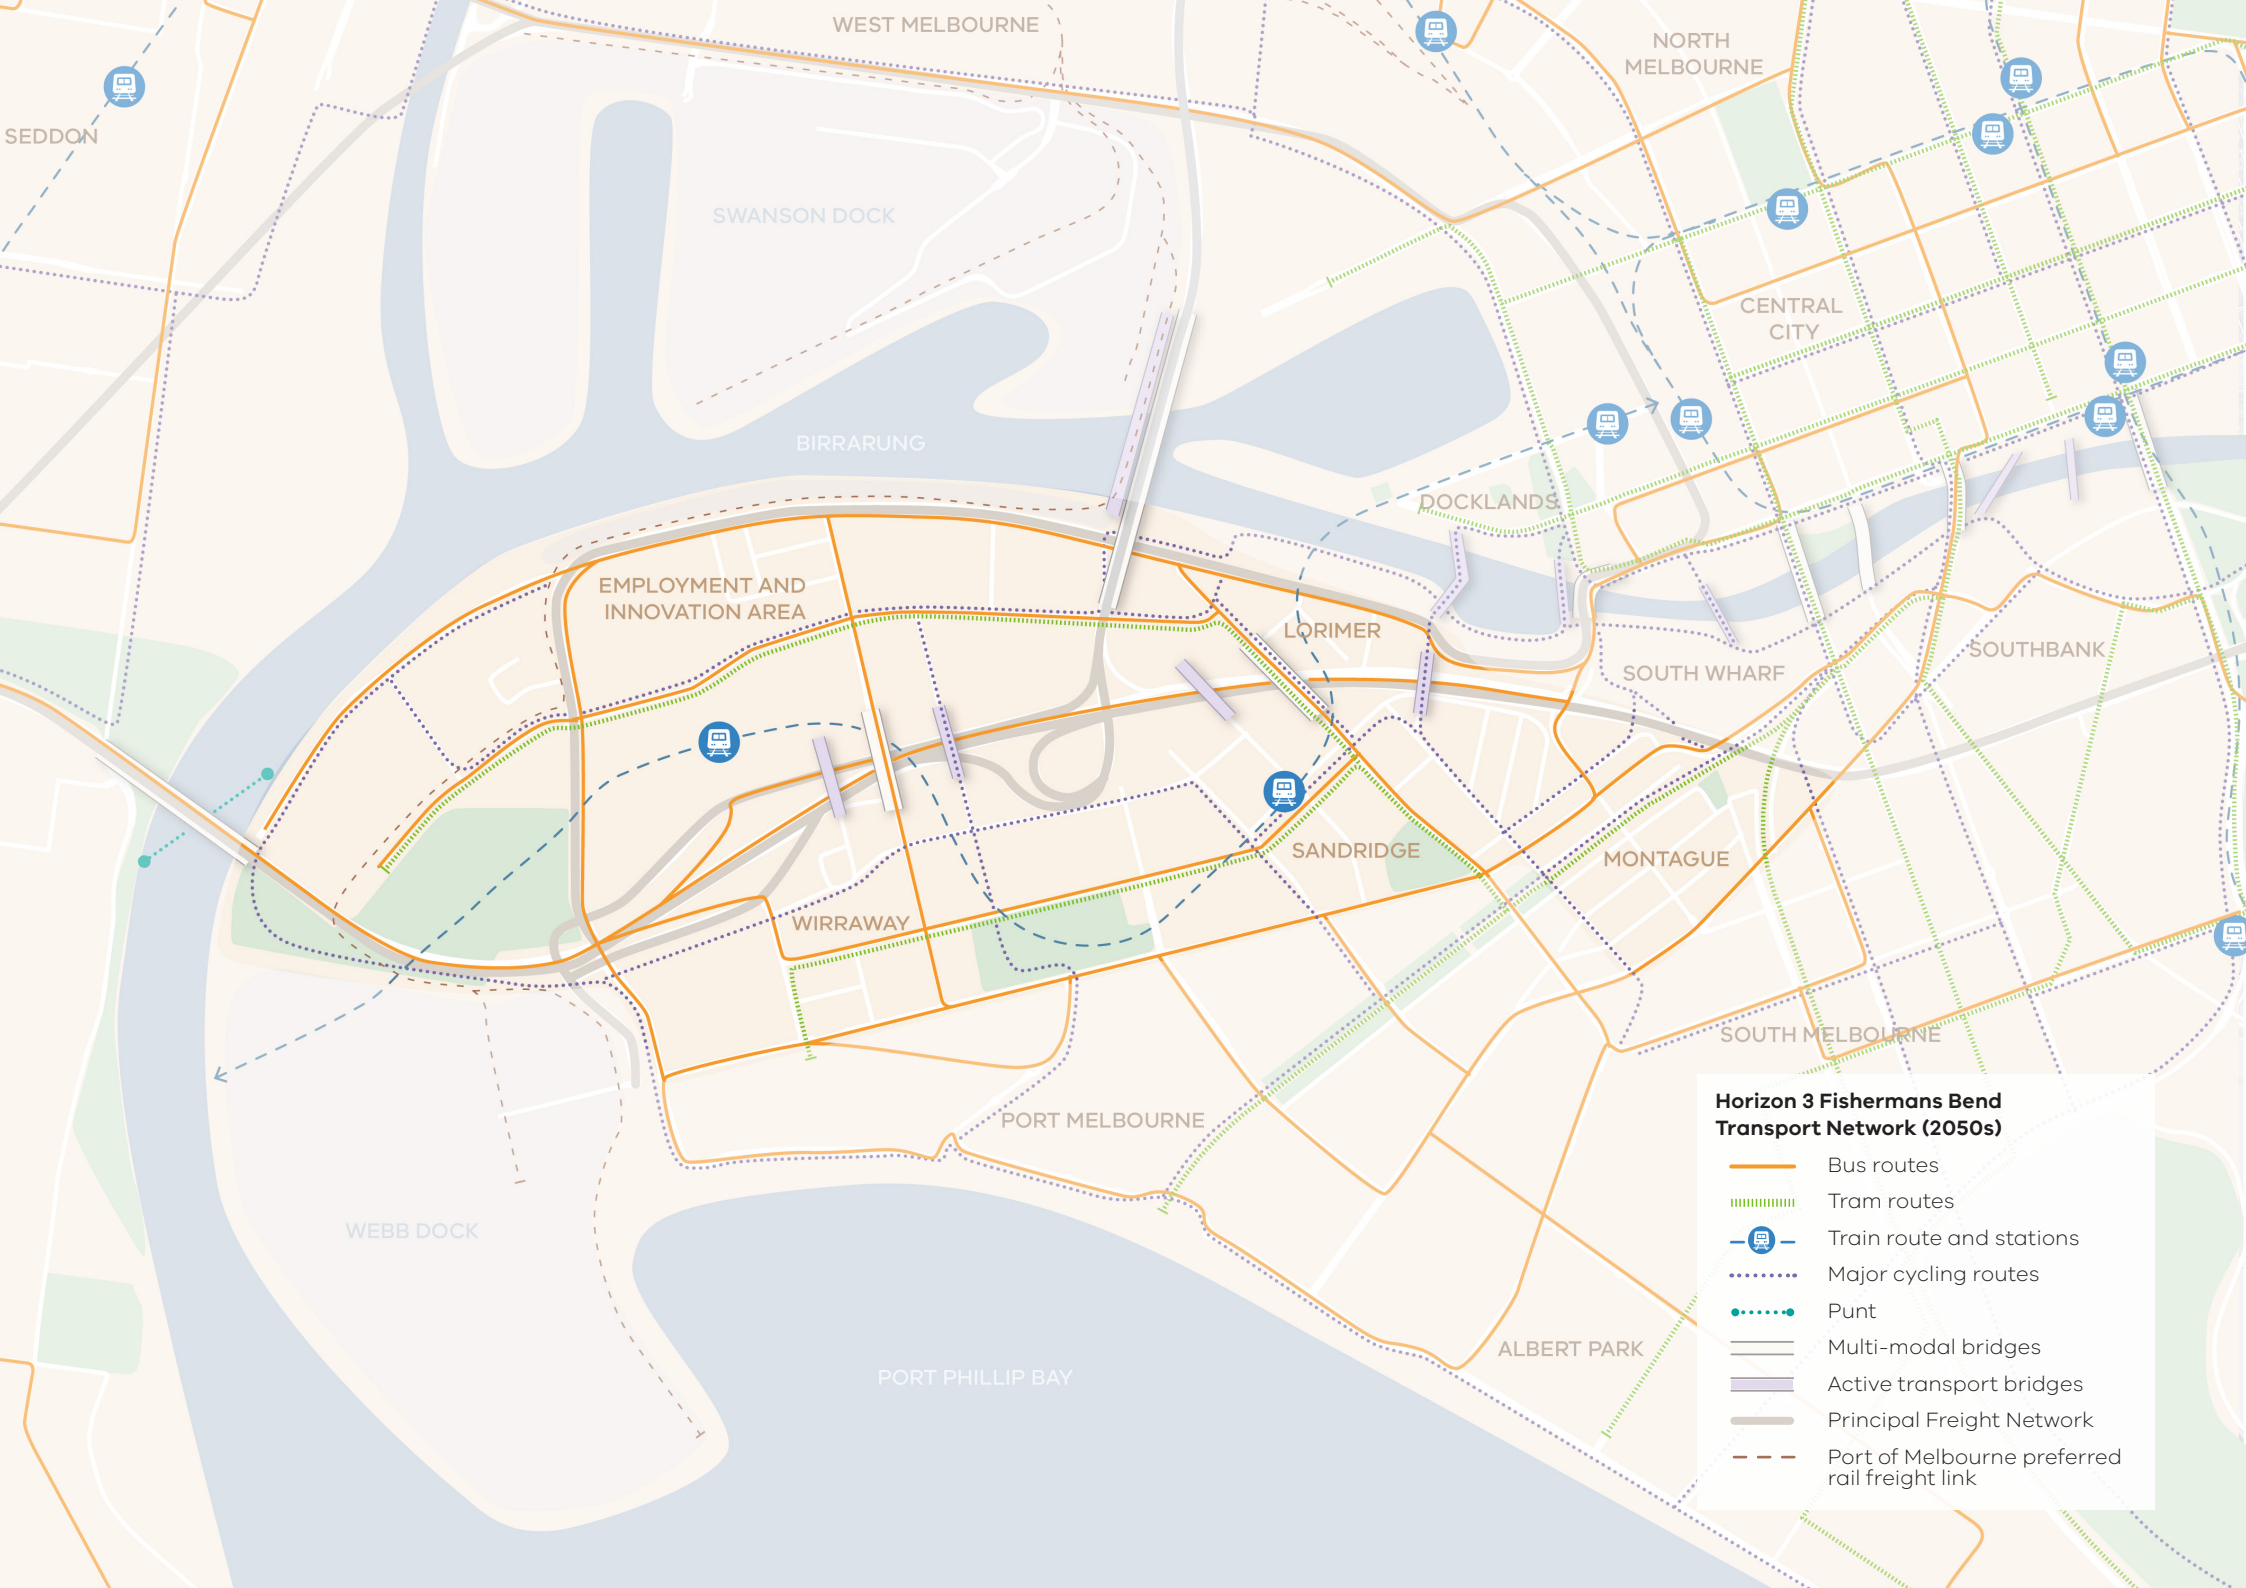 WEST MELBOURNE
NORTH
MELBOURNE
SEDDON
SWANSON DOCK
CENTRAL
CITY
BIRRARUNG
DOCKLANDS
EMPLOYMENT AND
INNOVATION AREA
LORIMER
SOUTH WHARF
SOUTHBANK
SANDRIDGE
MONTAGUE
WIRRAWAY
SOUTH MELBOURNE
PORT MELBOURNE
WEBB DOCK
ALBERT PARK
PORT PHILLIP BAY
Horizon 3 Fishermans Bend
Transport Network (2050s)
Bus routes
Tram routes
Train route and stations
Major cycling routes
Punt
Multi-modal bridges
Active transport bridges
Principal Freight Network
Port of Melbourne preferred
rail freight link